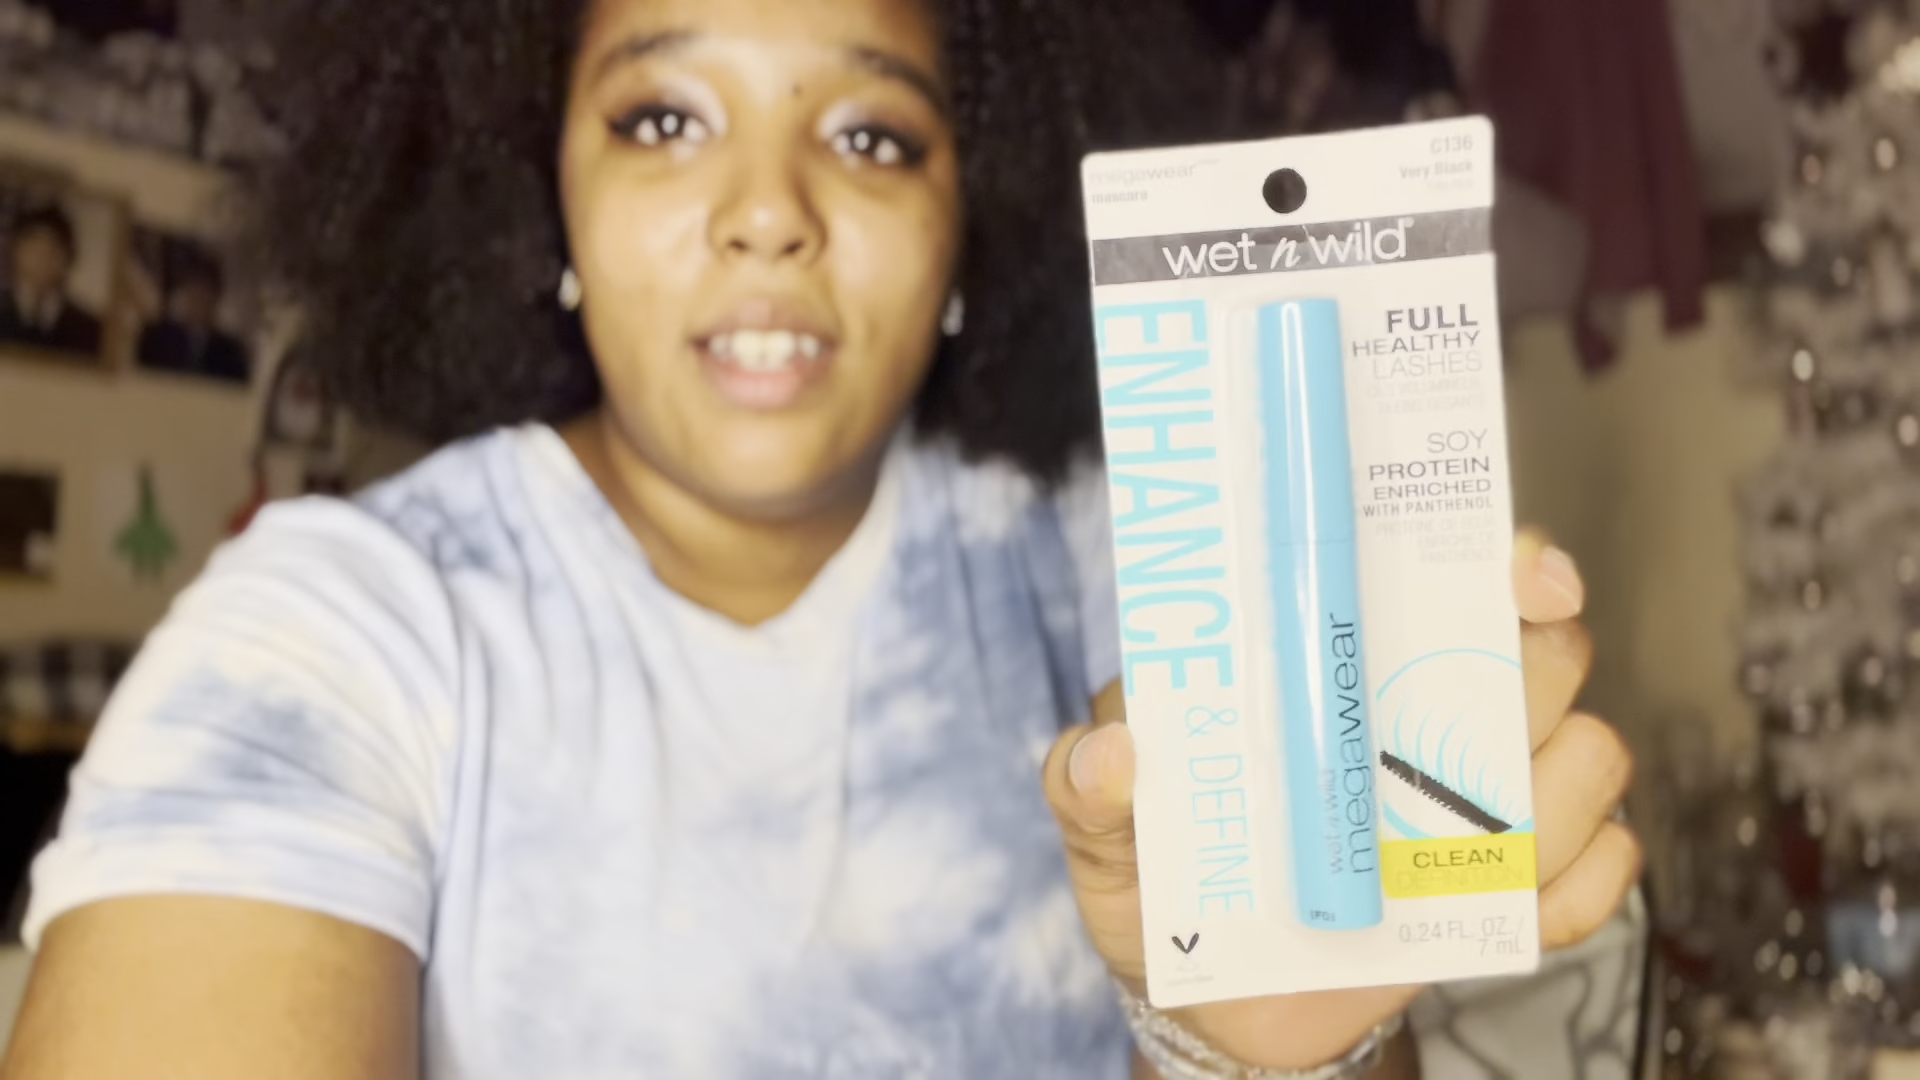 megawear
mascara
C136
Very Black
wet n wild®
ENHANCE
& DEFINE
FULL
HEALTHY
LASHES
SOY
PROTEIN
ENRICHED
WITH PANTHENOL
wet n wild
megawear
CLEAN
DEFINITION
0.24 FL. OZ./
7 mL